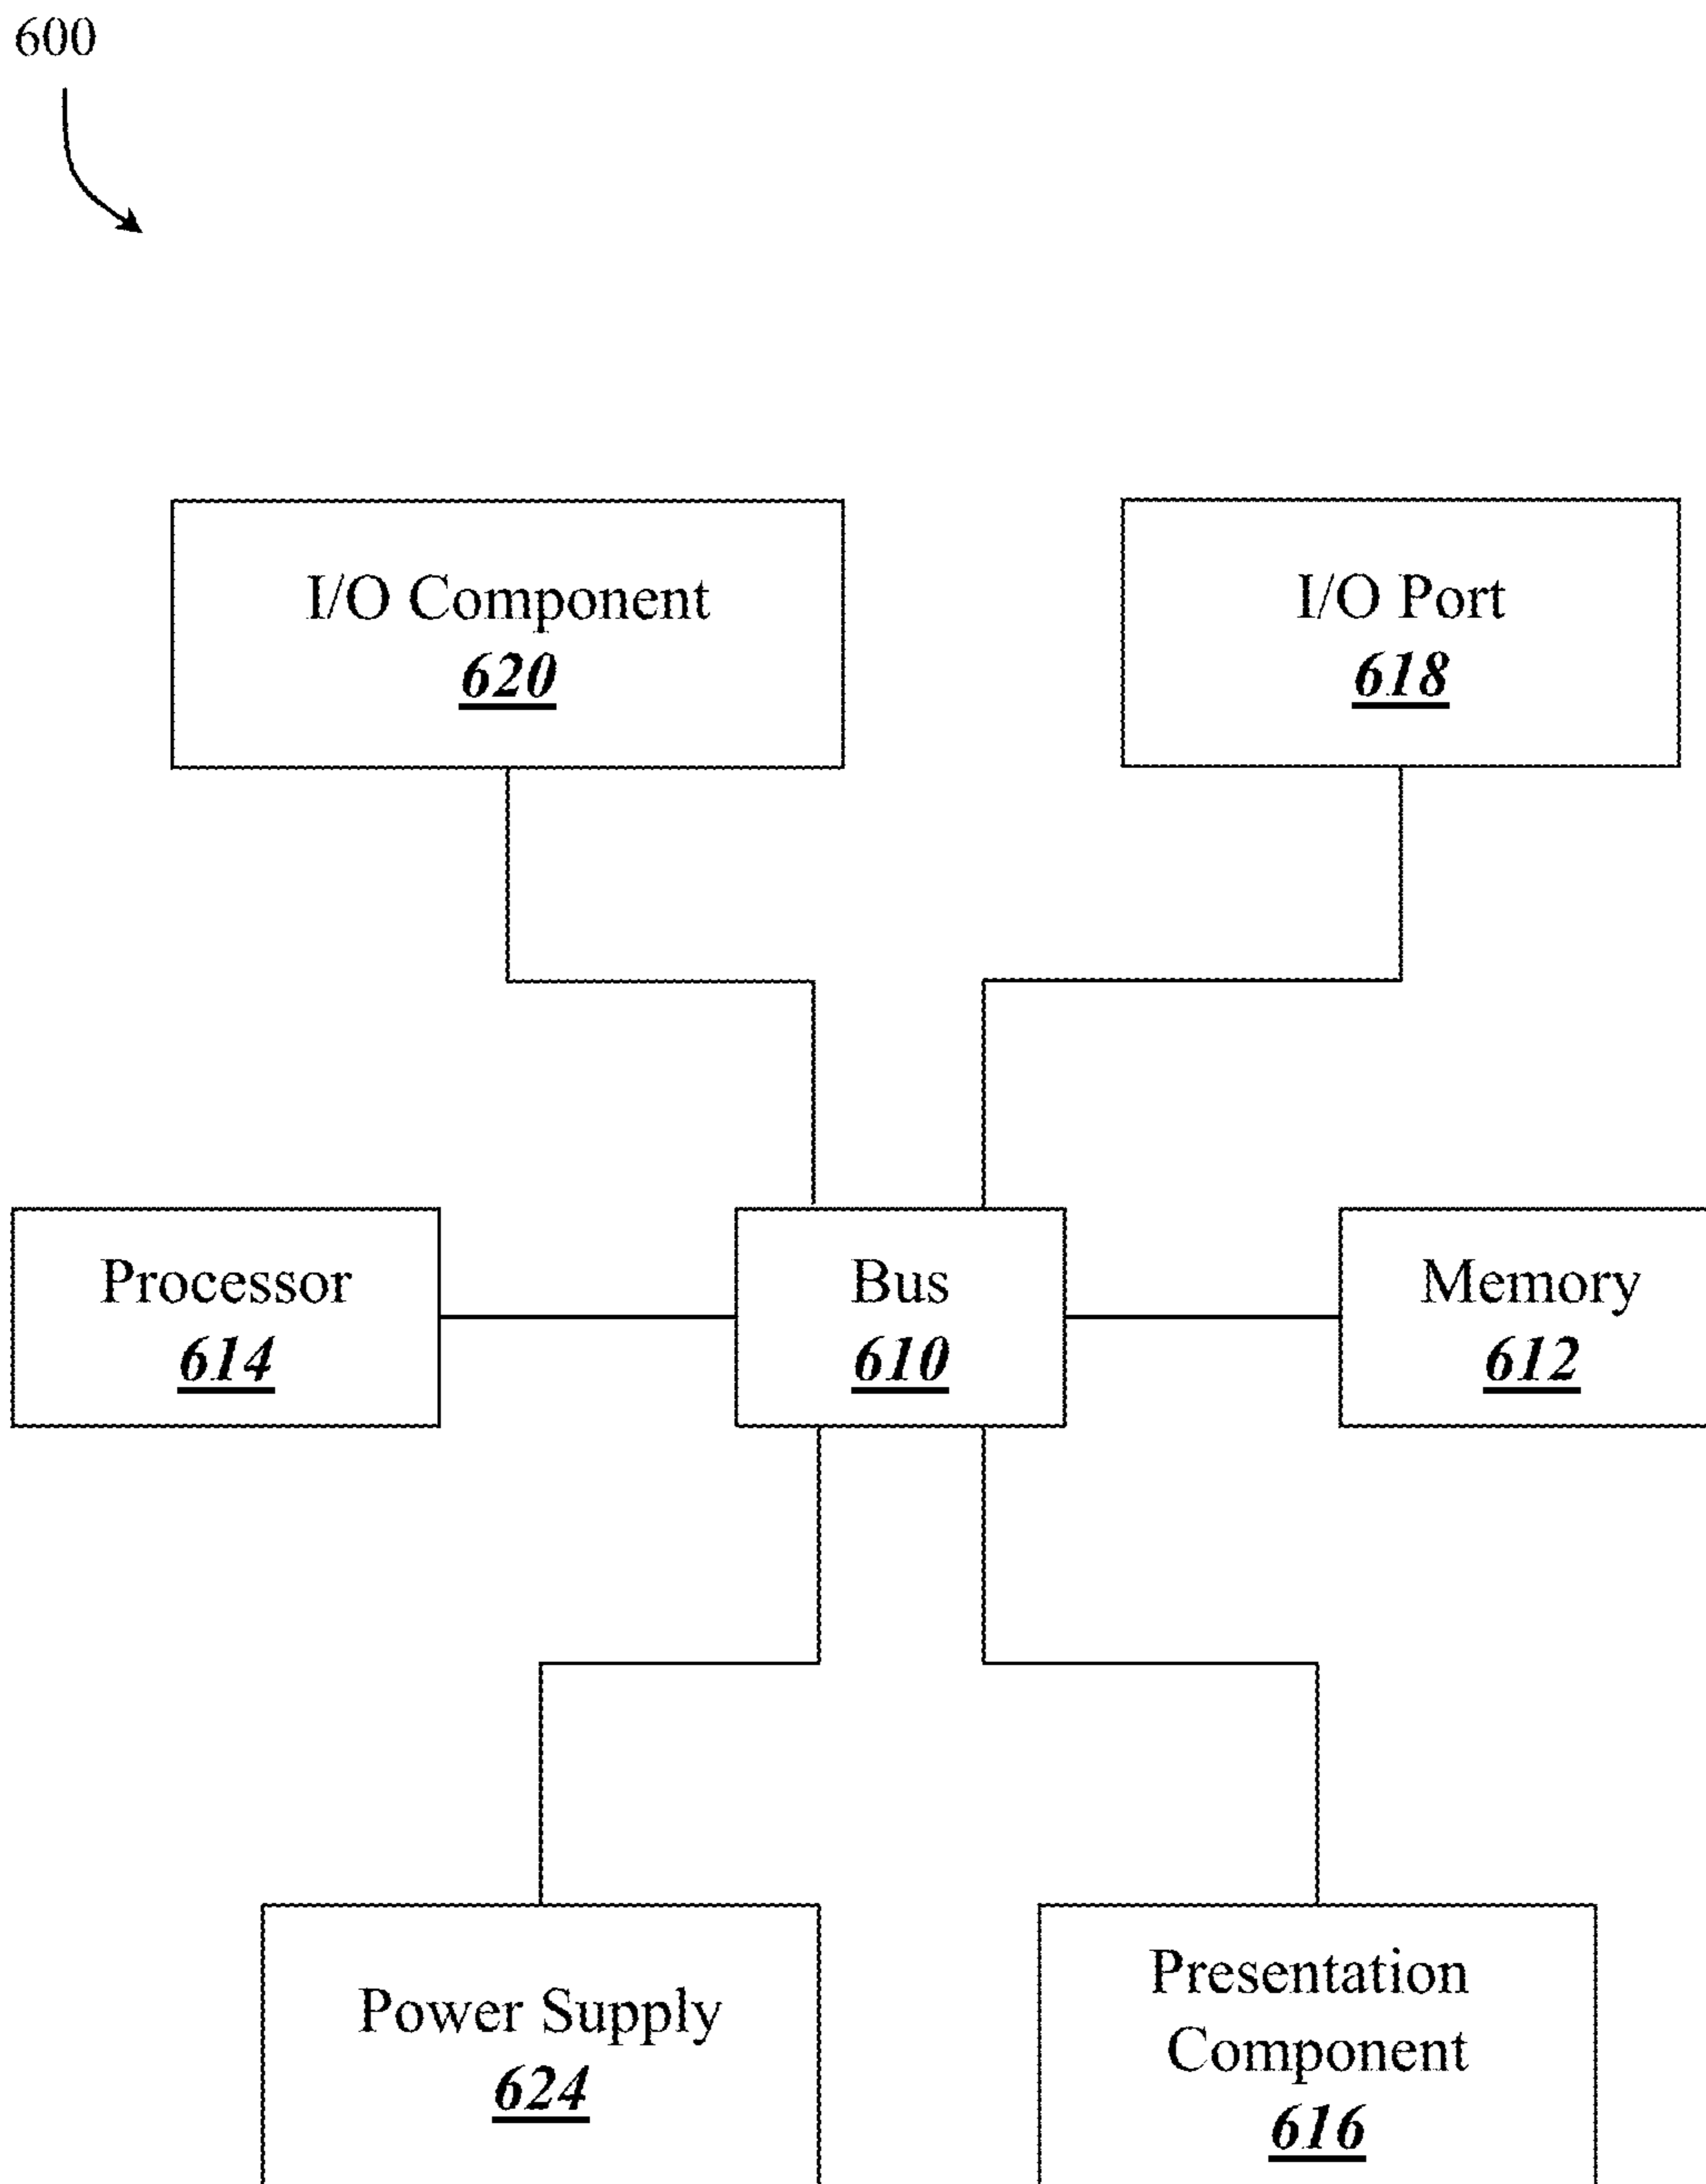 600
I/O Component
620
I/O Port
618
Processor
614
Bus
610
Memory
612
Power Supply
624
Presentation
Component
616